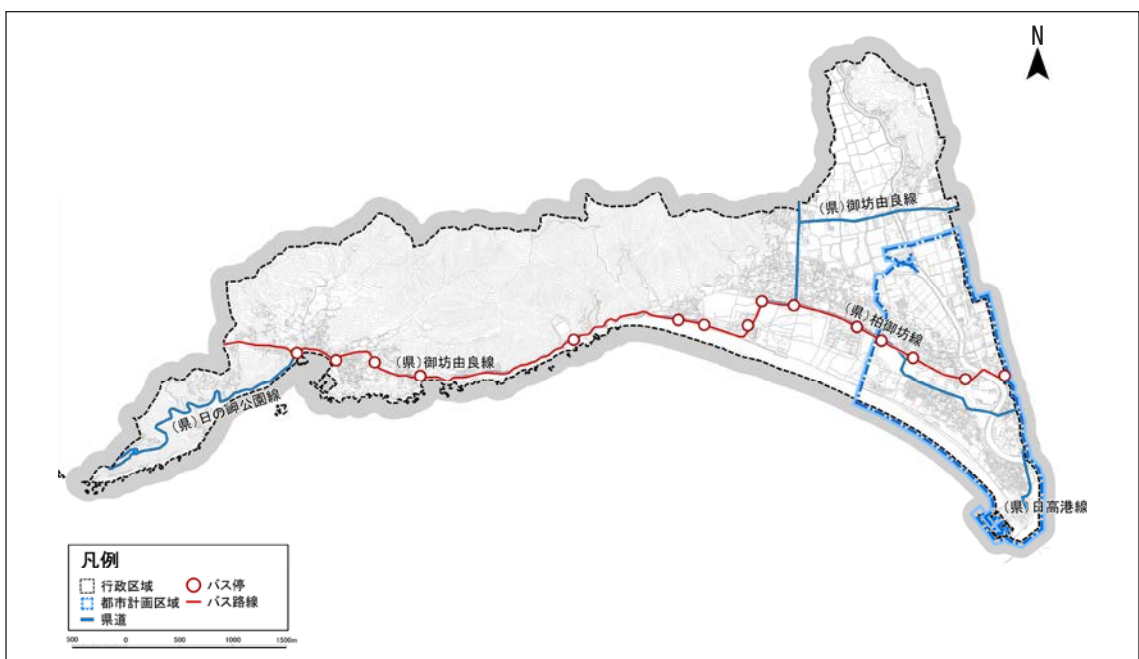 N
(県)御坊由良線
(県)柏御坊線
(県)御坊由良線
(県)日の岬公園線
(県)日高港線
凡例
行政区域
バス停
都市計画区域
バス路線
県道
500 0 500 1000 1500m